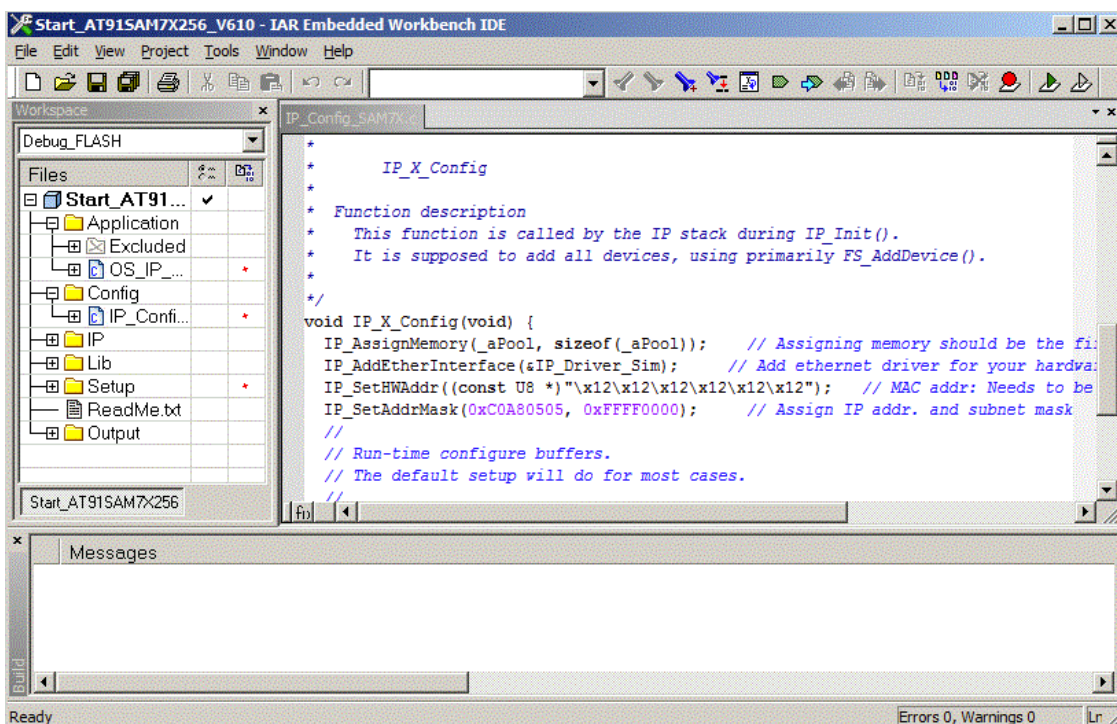 Start_AT91SAM7X256_V610 - IAR Embedded Workbench IDE
File Edit View Project Tools Window Help
Workspace
IP_Config_SAM7X.c
Debug_FLASH
Files
Start_AT91...
Application
Excluded
OS_IP_...
Config
IP_Confi...
IP
Lib
Setup
ReadMe.txt
Output
Start_AT91SAM7X256
*
* IP_X_Config
*
* Function description
* This function is called by the IP stack during IP_Init().
* It is supposed to add all devices, using primarily FS_AddDevice().
*
*/
void IP_X_Config(void) {
IP_AssignMemory(_aPool, sizeof(_aPool)); // Assigning memory should be the fi
IP_AddEtherInterface(&IP_Driver_Sim); // Add ethernet driver for your hardwa
IP_SetHWAddr((const U8 *)"\x12\x12\x12\x12\x12\x12"); // MAC addr: Needs to be
IP_SetAddrMask(0xC0A80505, 0xFFFF0000); // Assign IP addr. and subnet mask
//
// Run-time configure buffers.
// The default setup will do for most cases.
//
Messages
Build
Ready
Errors 0, Warnings 0
Ln